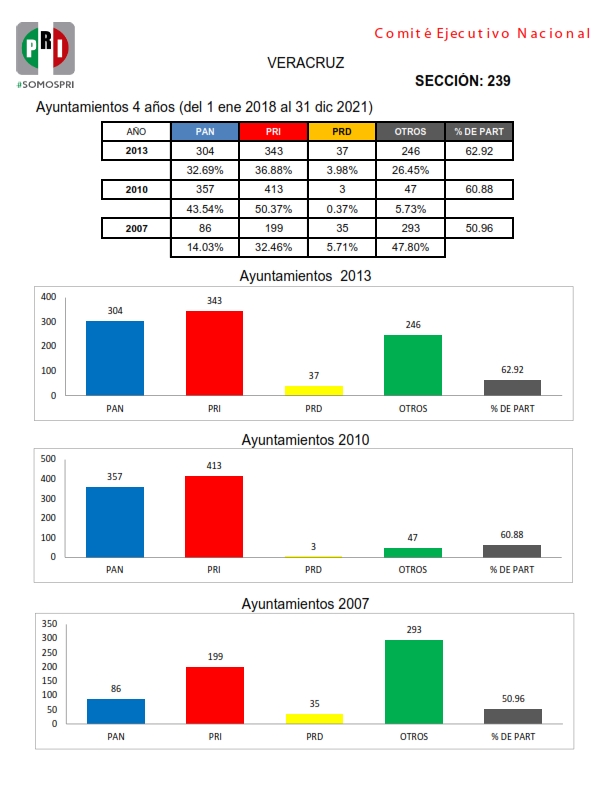 Comité Ejecutivo Nacional
PRI
#SOMOSPRI
VERACRUZ
SECCIÓN: 239
Ayuntamientos 4 años (del 1 ene 2018 al 31 dic 2021)
AÑO PAN PRI PRD OTROS % DE PART
2013 304 343 37 246 62.92
32.69% 36.88% 3.98% 26.45%
2010 357 413 3 47 60.88
43.54% 50.37% 0.37% 5.73%
2007 86 199 35 293 50.96
14.03% 32.46% 5.71% 47.80%
Ayuntamientos 2013
400
300
200
100
0
304 343 37 246 62.92
PAN PRI PRD OTROS % DE PART
Ayuntamientos 2010
500
400
300
200
100
0
357 413 3 47 60.88
PAN PRI PRD OTROS % DE PART
Ayuntamientos 2007
350
300
250
200
150
100
50
0
86 199 35 293 50.96
PAN PRI PRD OTROS % DE PART